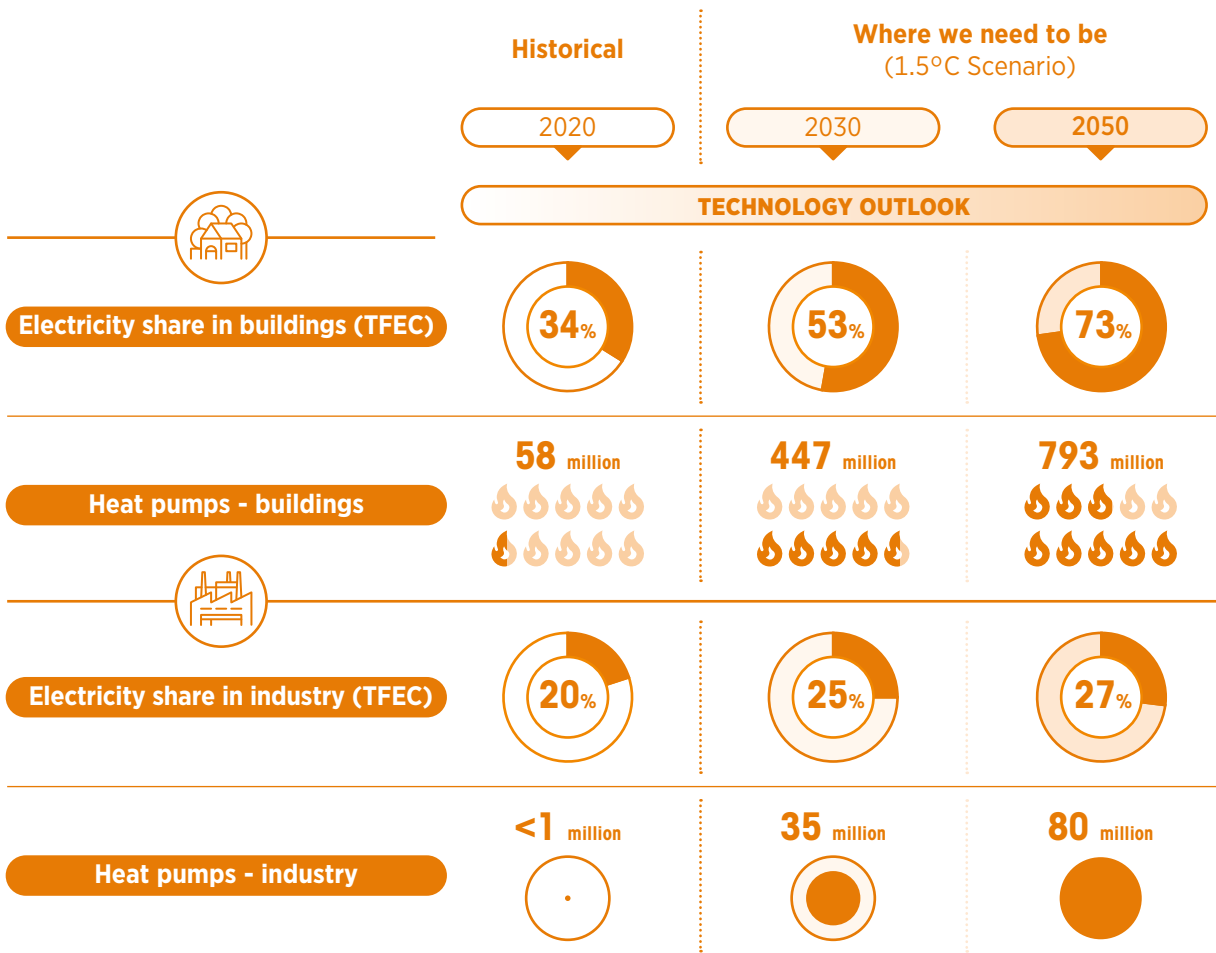 Historical
Where we need to be
(1.5°C Scenario)
2020
2030
2050
TECHNOLOGY OUTLOOK
Electricity share in buildings (TFEC)
34%
53%
73%
Heat pumps - buildings
58 million
447 million
793 million
Electricity share in industry (TFEC)
20%
25%
27%
Heat pumps - industry
<1 million
35 million
80 million